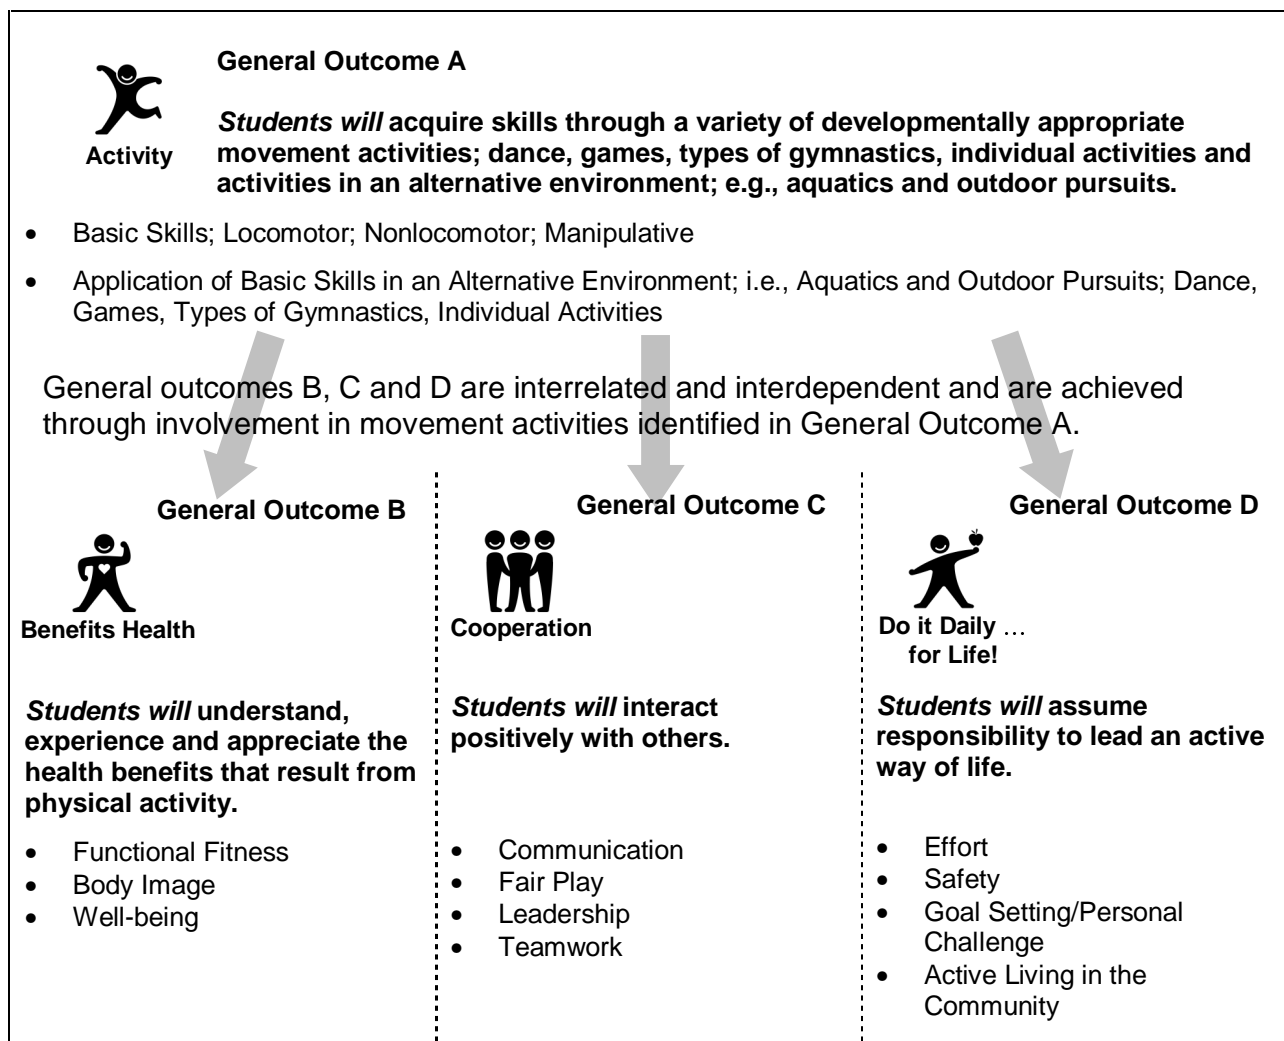 General Outcome A
Students will acquire skills through a variety of developmentally appropriate
movement activities; dance, games, types of gymnastics, individual activities and
activities in an alternative environment; e.g., aquatics and outdoor pursuits.
Activity
• Basic Skills; Locomotor; Nonlocomotor; Manipulative
• Application of Basic Skills in an Alternative Environment; i.e., Aquatics and Outdoor Pursuits; Dance,
Games, Types of Gymnastics, Individual Activities
General outcomes B, C and D are interrelated and interdependent and are achieved
through involvement in movement activities identified in General Outcome A.
General Outcome B
Benefits Health
Students will understand,
experience and appreciate the
health benefits that result from
physical activity.
• Functional Fitness
• Body Image
• Well-being
General Outcome C
Cooperation
Students will interact
positively with others.
• Communication
• Fair Play
• Leadership
• Teamwork
General Outcome D
Do it Daily …
for Life!
Students will assume
responsibility to lead an active
way of life.
• Effort
• Safety
• Goal Setting/Personal
Challenge
• Active Living in the
Community